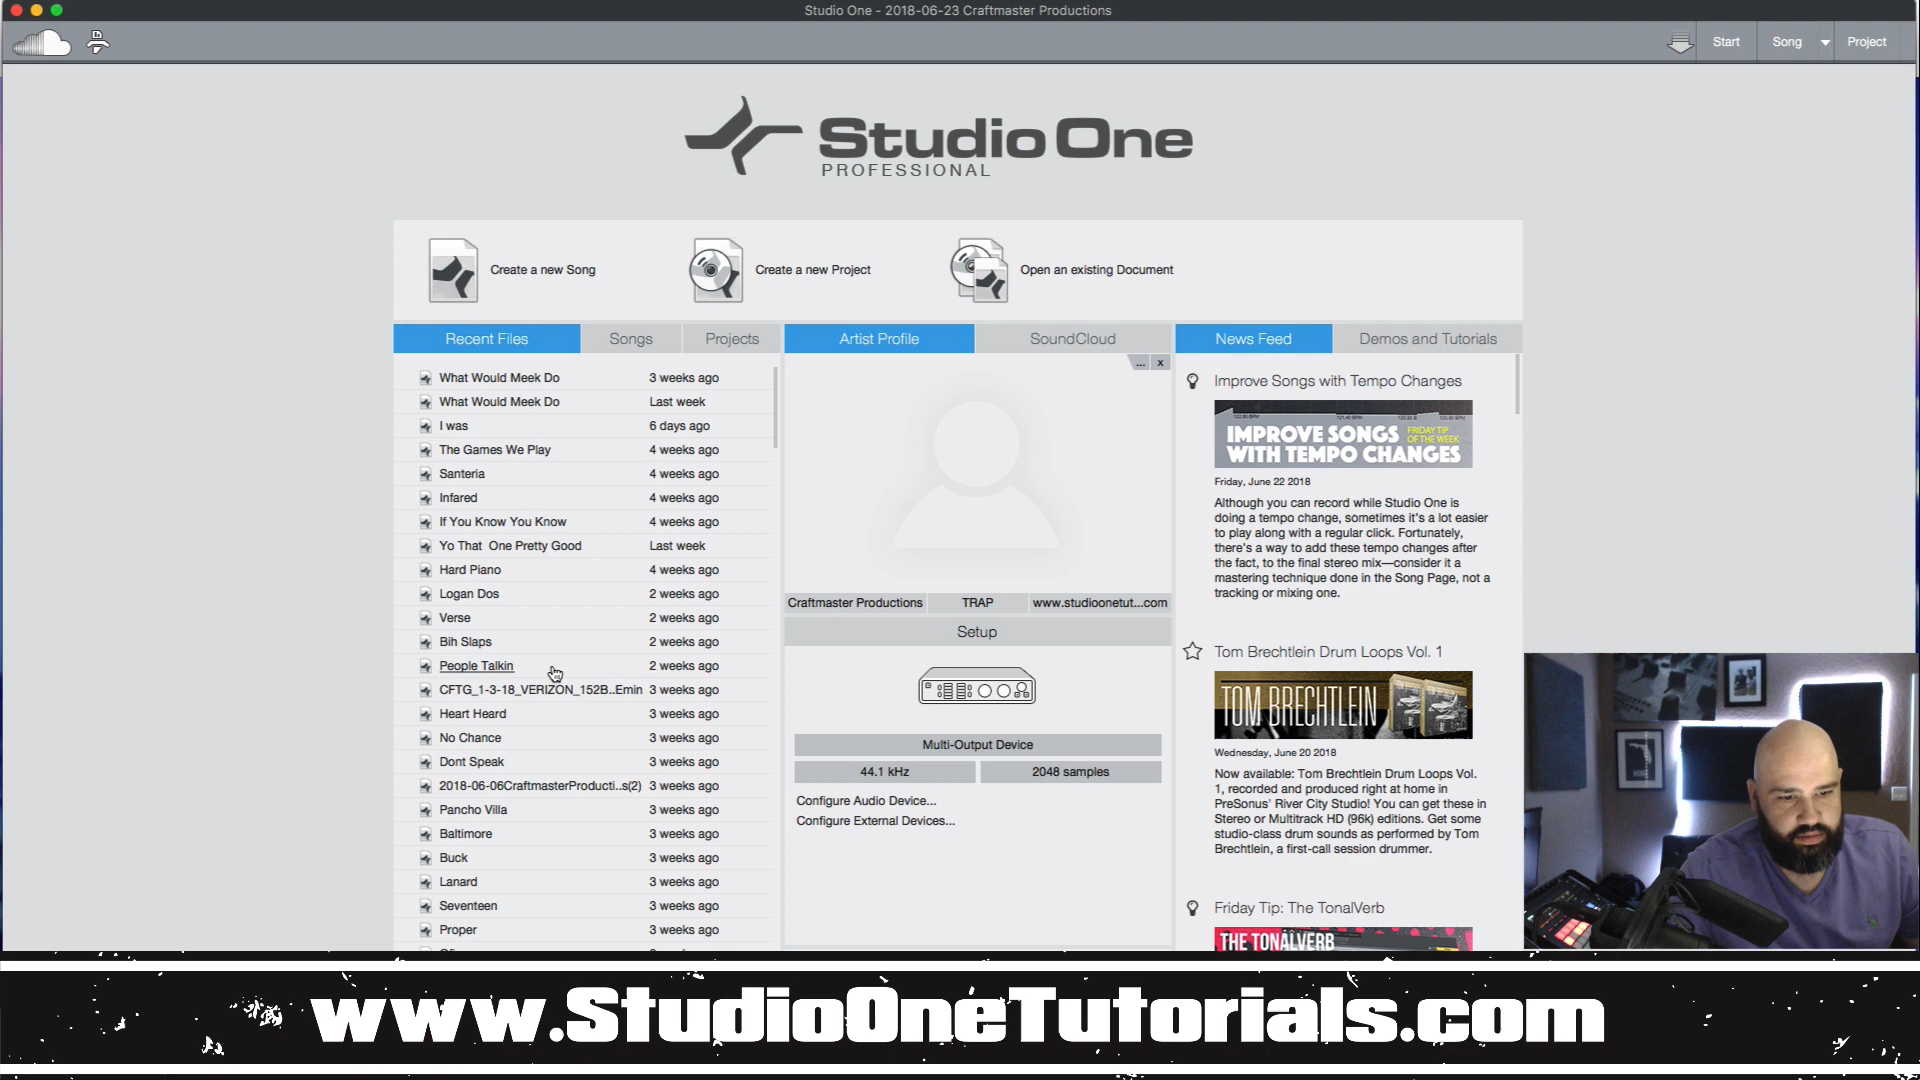 Studio One - 2018-06-23 Craftmaster Productions
Start
Song
Project
Studio One
PROFESSIONAL
Create a new Song
Create a new Project
Open an existing Document
Recent Files
Songs
Projects
What Would Meek Do 3 weeks ago
What Would Meek Do Last week
I was 6 days ago
The Games We Play 4 weeks ago
Santeria 4 weeks ago
Infared 4 weeks ago
If You Know You Know 4 weeks ago
Yo That One Pretty Good Last week
Hard Piano 4 weeks ago
Logan Dos 2 weeks ago
Verse 2 weeks ago
Bih Slaps 2 weeks ago
People Talkin 2 weeks ago
CFTG_1-3-18_VERIZON_152B..Emin 3 weeks ago
Heart Heard 3 weeks ago
No Chance 3 weeks ago
Dont Speak 3 weeks ago
2018-06-06CraftmasterProducti..s(2) 3 weeks ago
Pancho Villa 3 weeks ago
Baltimore 3 weeks ago
Buck 3 weeks ago
Lanard 3 weeks ago
Seventeen 3 weeks ago
Proper 3 weeks ago
Artist Profile
SoundCloud
... x
Craftmaster Productions
TRAP
www.studioonetut...com
Setup
Multi-Output Device
44.1 kHz
2048 samples
Configure Audio Device...
Configure External Devices...
News Feed
Demos and Tutorials
Improve Songs with Tempo Changes
IMPROVE SONGS
WITH TEMPO CHANGES
FRIDAY TIP
OF THE WEEK
Friday, June 22 2018
Although you can record while Studio One is
doing a tempo change, sometimes it's a lot easier
to play along with a regular click. Fortunately,
there's a way to add these tempo changes after
the fact, to the final stereo mix—consider it a
mastering technique done in the Song Page, not a
tracking or mixing one.
Tom Brechtlein Drum Loops Vol. 1
TOM BRECHTLEIN
Wednesday, June 20 2018
Now available: Tom Brechtlein Drum Loops Vol.
1, recorded and produced right at home in
PreSonus' River City Studio! You can get these in
Stereo or Multitrack HD (96k) editions. Get some
studio-class drum sounds as performed by Tom
Brechtlein, a first-call session drummer.
Friday Tip: The TonalVerb
THE TONALVERB
www.StudioOneTutorials.com